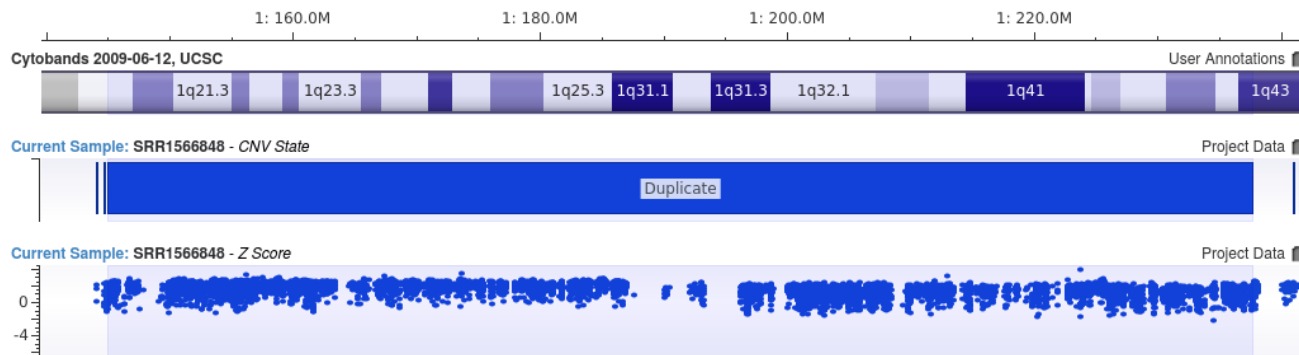 1: 160.0M 1: 180.0M 1: 200.0M 1: 220.0M
Cytobands 2009-06-12, UCSC User Annotations
1q21.3 1q23.3 1q25.3 1q31.1 1q31.3 1q32.1 1q41 1q43
Current Sample: SRR1566848 - CNV State Project Data
Duplicate
Current Sample: SRR1566848 - Z Score Project Data
0
-4